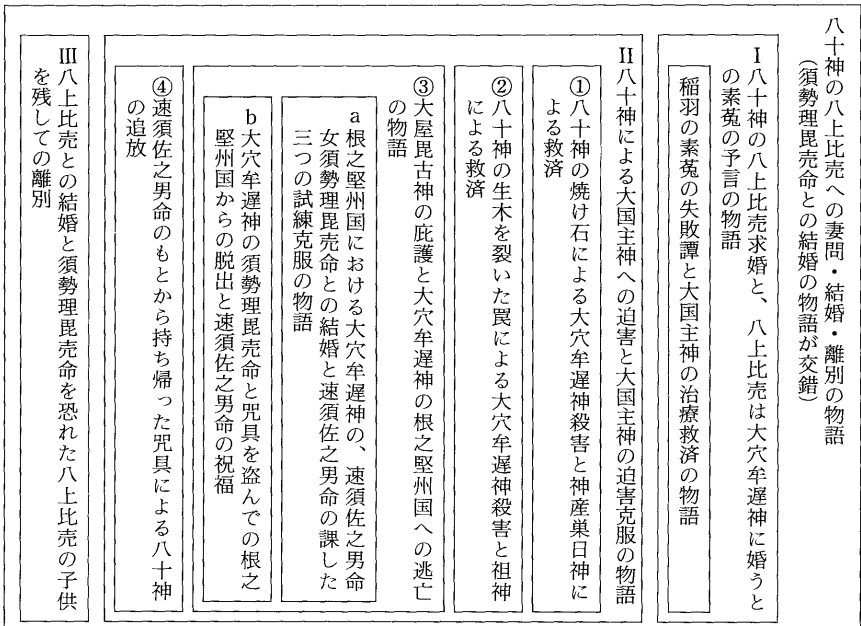 八十神の八上比売への妻問・結婚・離別の物語
（須勢理毘売命との結婚の物語が交錯）
Ⅰ八十神の八上比売求婚と、八上比売は大穴牟遅神に婚うと
の素菟の予言の物語
稲羽の素菟の失敗譚と大国主神の治療救済の物語
Ⅱ八十神による大国主神への迫害と大国主神の迫害克服の物語
①八十神の焼け石による大穴牟遅神殺害と神産巣日神に
よる救済
②八十神の生木を裂いた罠による大穴牟遅神殺害と祖神
による救済
③大屋毘古神の庇護と大穴牟遅神の根之堅州国への逃亡
の物語
a根之堅州国における大穴牟遅神の、速須佐之男命
女須勢理毘売命との結婚と速須佐之男命の課した
三つの試練克服の物語
b大穴牟遅神の須勢理毘売命と咒具を盗んでの根之
堅州国からの脱出と速須佐之男命の祝福
④速須佐之男命のもとから持ち帰った咒具による八十神
の追放
Ⅲ八上比売との結婚と須勢理毘売命を恐れた八上比売の子供
を残しての離別